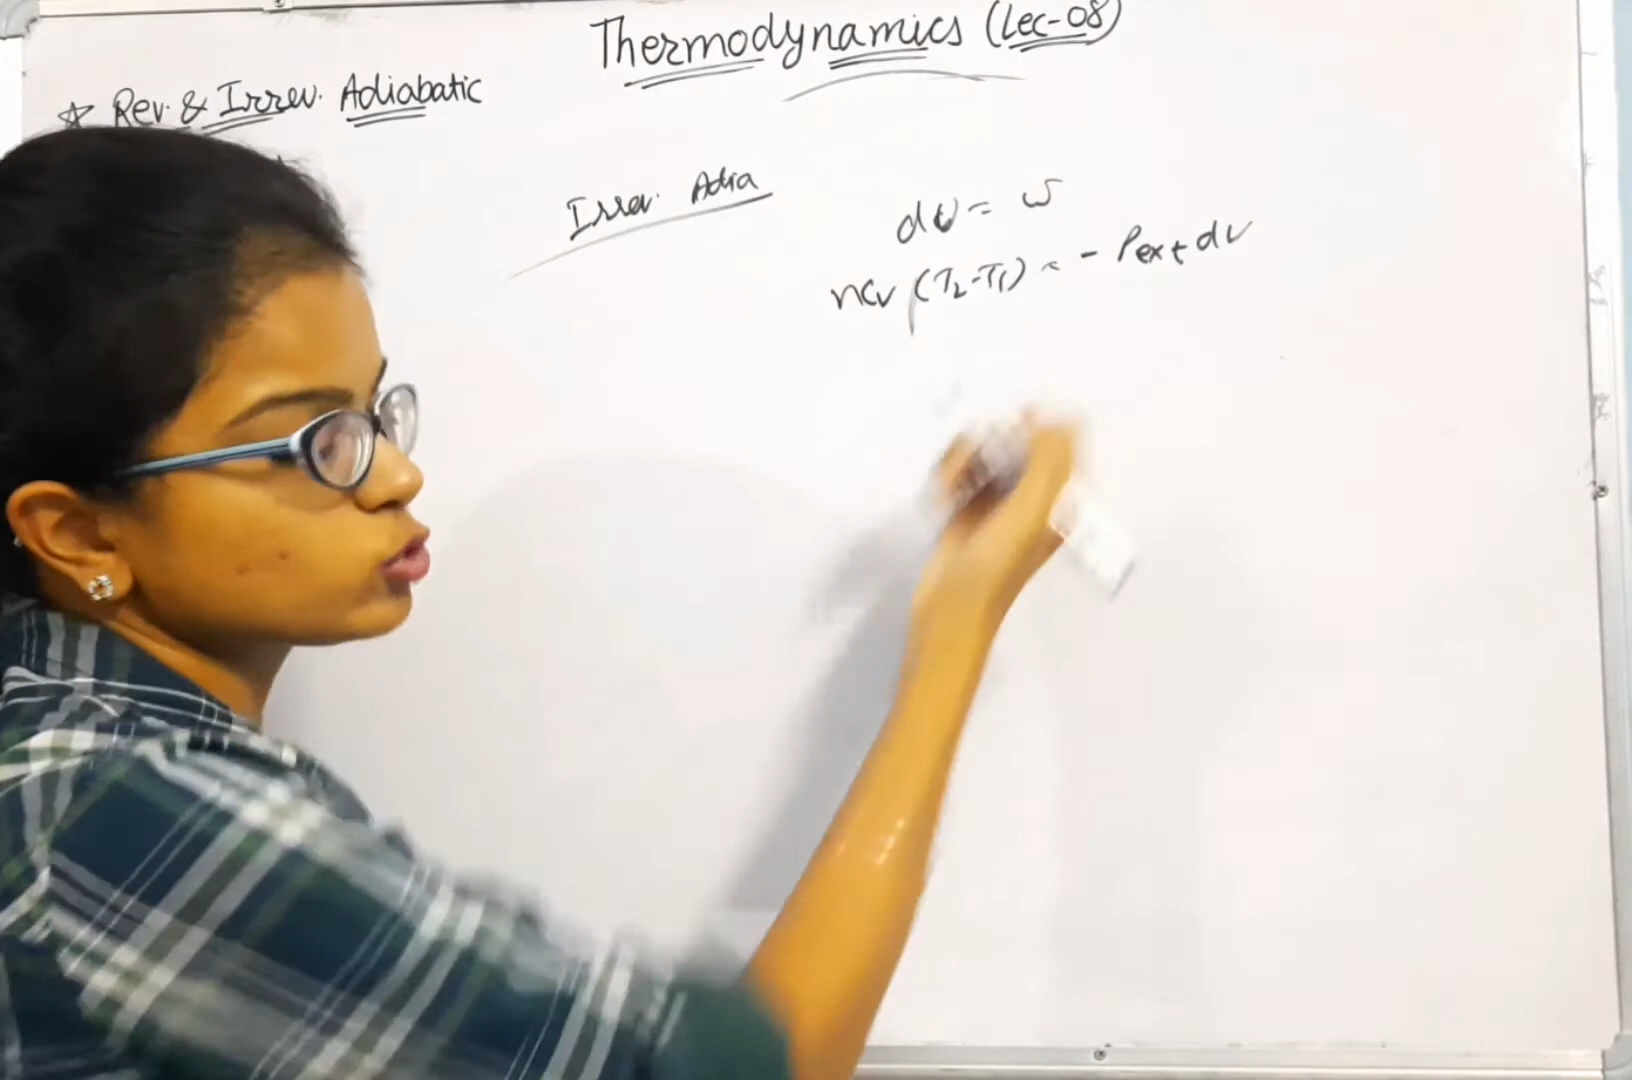 Thermodynamics (Lec-08)
☆ Rev. & Irrev. Adiabatic
Irrev. Adia
dU = W
nCv (T2-T1) = - Pext dV